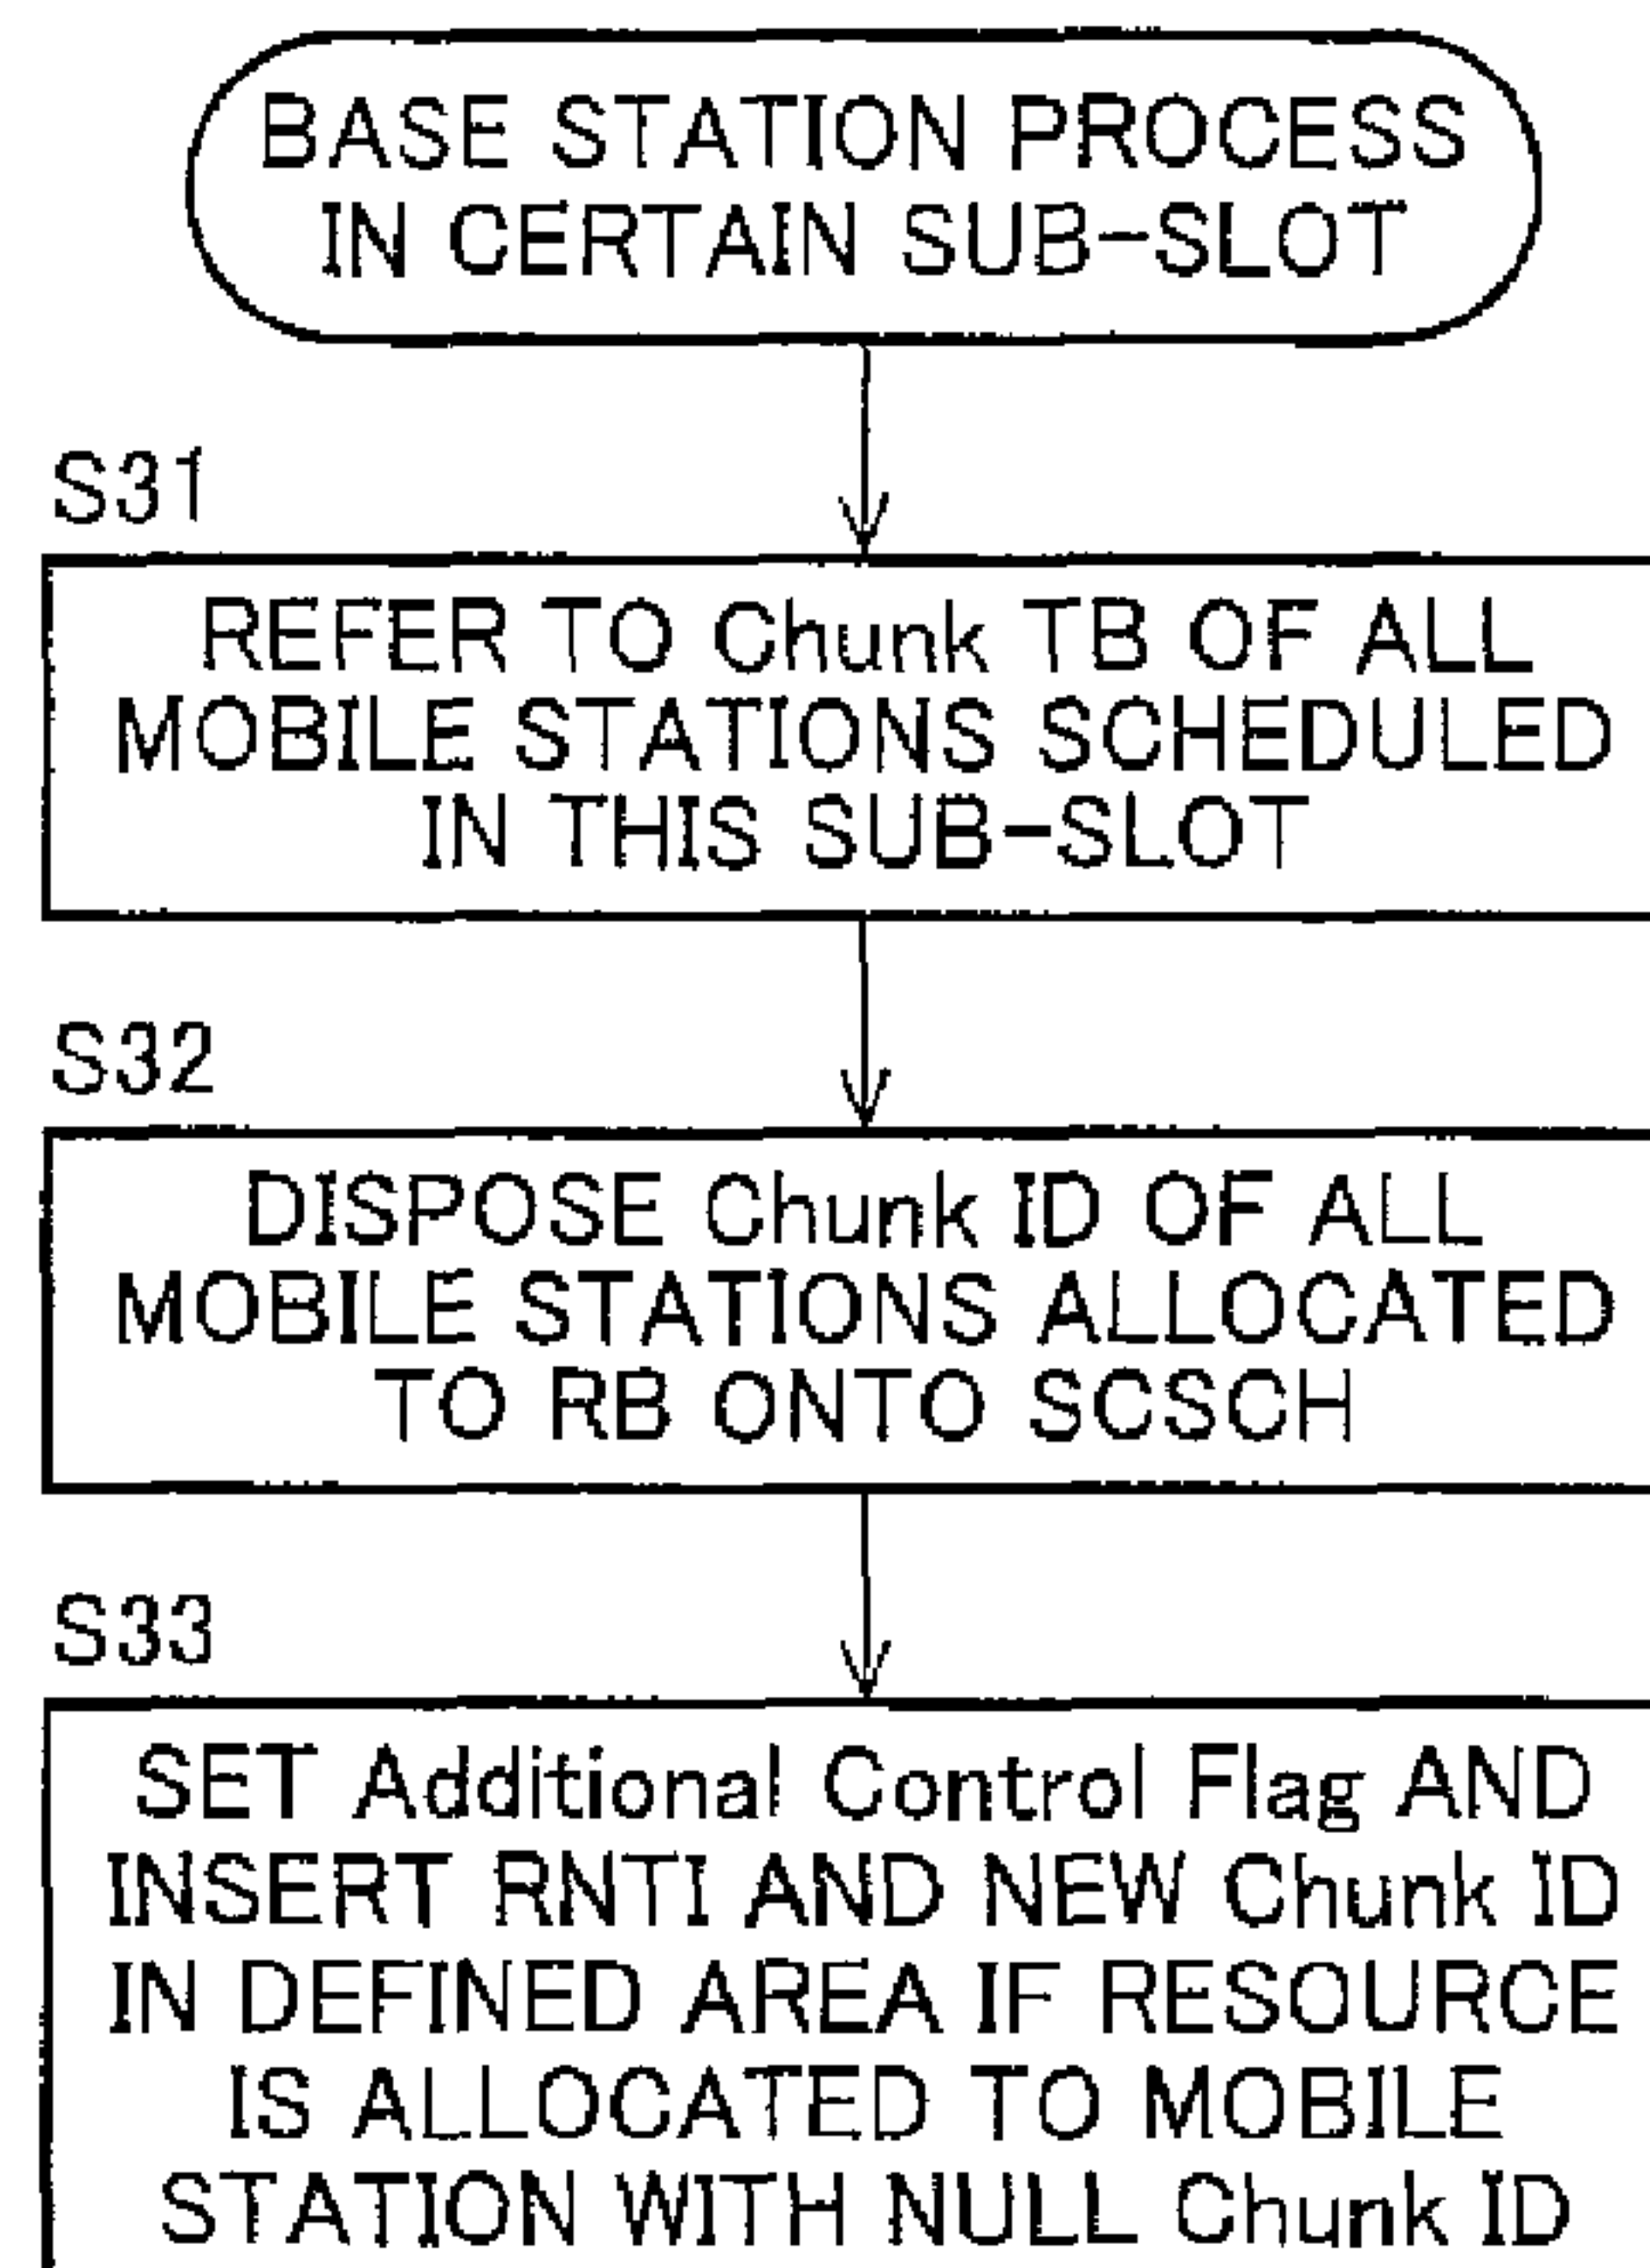 BASE STATION PROCESS
IN CERTAIN SUB-SLOT
S31
REFER TO Chunk TB OF ALL
MOBILE STATIONS SCHEDULED
IN THIS SUB-SLOT
S32
DISPOSE Chunk ID OF ALL
MOBILE STATIONS ALLOCATED
TO RB ONTO SCSCH
S33
SET Additional Control Flag AND
INSERT RNTI AND NEW Chunk ID
IN DEFINED AREA IF RESOURCE
IS ALLOCATED TO MOBILE
STATION WITH NULL Chunk ID